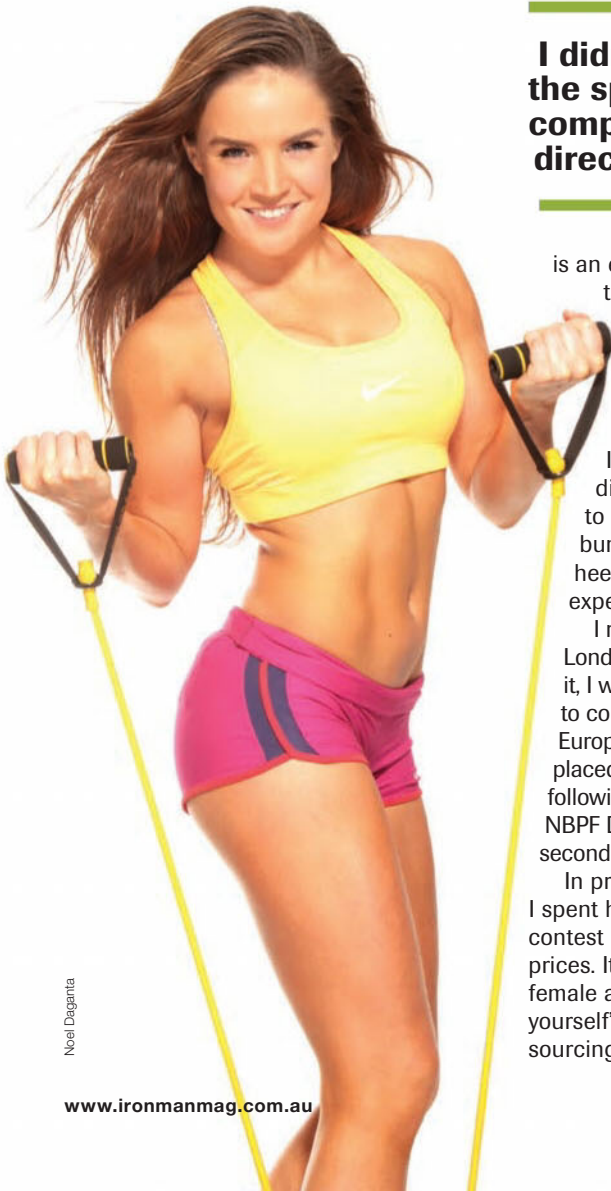 I did
the sp
comp
direc
is an e
t
I
di
to
bur
hee
expe
I r
Lond
it, I w
to co
Europ
placed
followi
NBPF D
second
In pr
I spent h
contest
prices. It
female a
yourself'
sourcing
Noel Daganta
www.ironmanmag.com.au